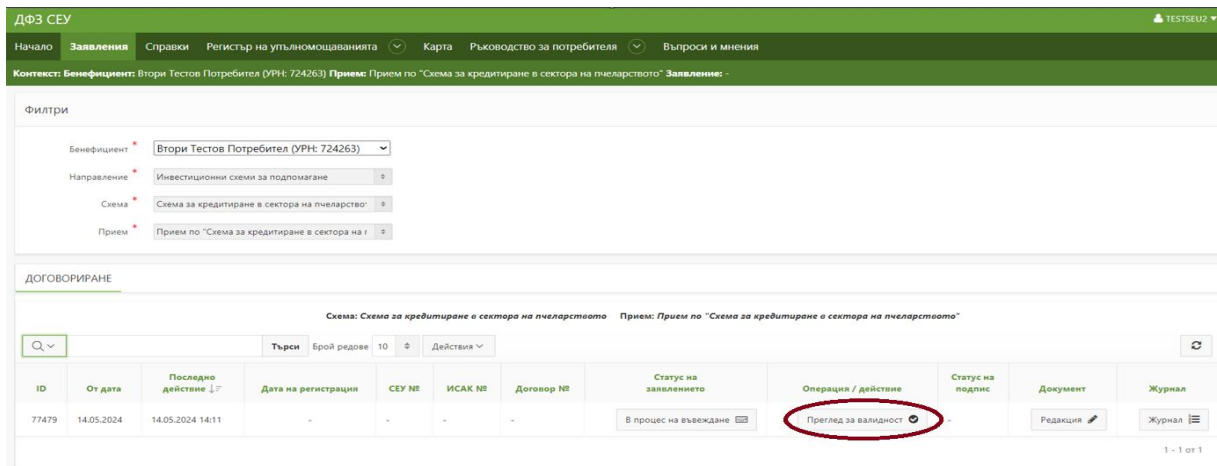 ДФЗ СЕУ
TESTSEU2
Начало Заявления Справки Регистър на упълномощаванията Карта Ръководство за потребителя Въпроси и мнения
Контекст: Бенефициент: Втори Тестов Потребител (УРН: 724263) Прием: Прием по "Схема за кредитиране в сектора на пчеларството" Заявление: -
Филтри
Бенефициент * Втори Тестов Потребител (УРН: 724263)
Направление * Инвестиционни схеми за подпомагане
Схема * Схема за кредитиране в сектора на пчеларствот
Прием * Прием по "Схема за кредитиране в сектора на п
ДОГОВОРИРАНЕ
Схема: Схема за кредитиране в сектора на пчеларството Прием: Прием по "Схема за кредитиране в сектора на пчеларството"
Търси Брой редове 10 Действия
ID От дата Последно действие Дата на регистрация СЕУ № ИСАК № Договор № Статус на заявлението Операция / действие Статус на подпис Документ Журнал
77479 14.05.2024 14.05.2024 14:11 - - - - В процес на въвеждане Преглед за валидност - Редакция Журнал
1 - 1 от 1